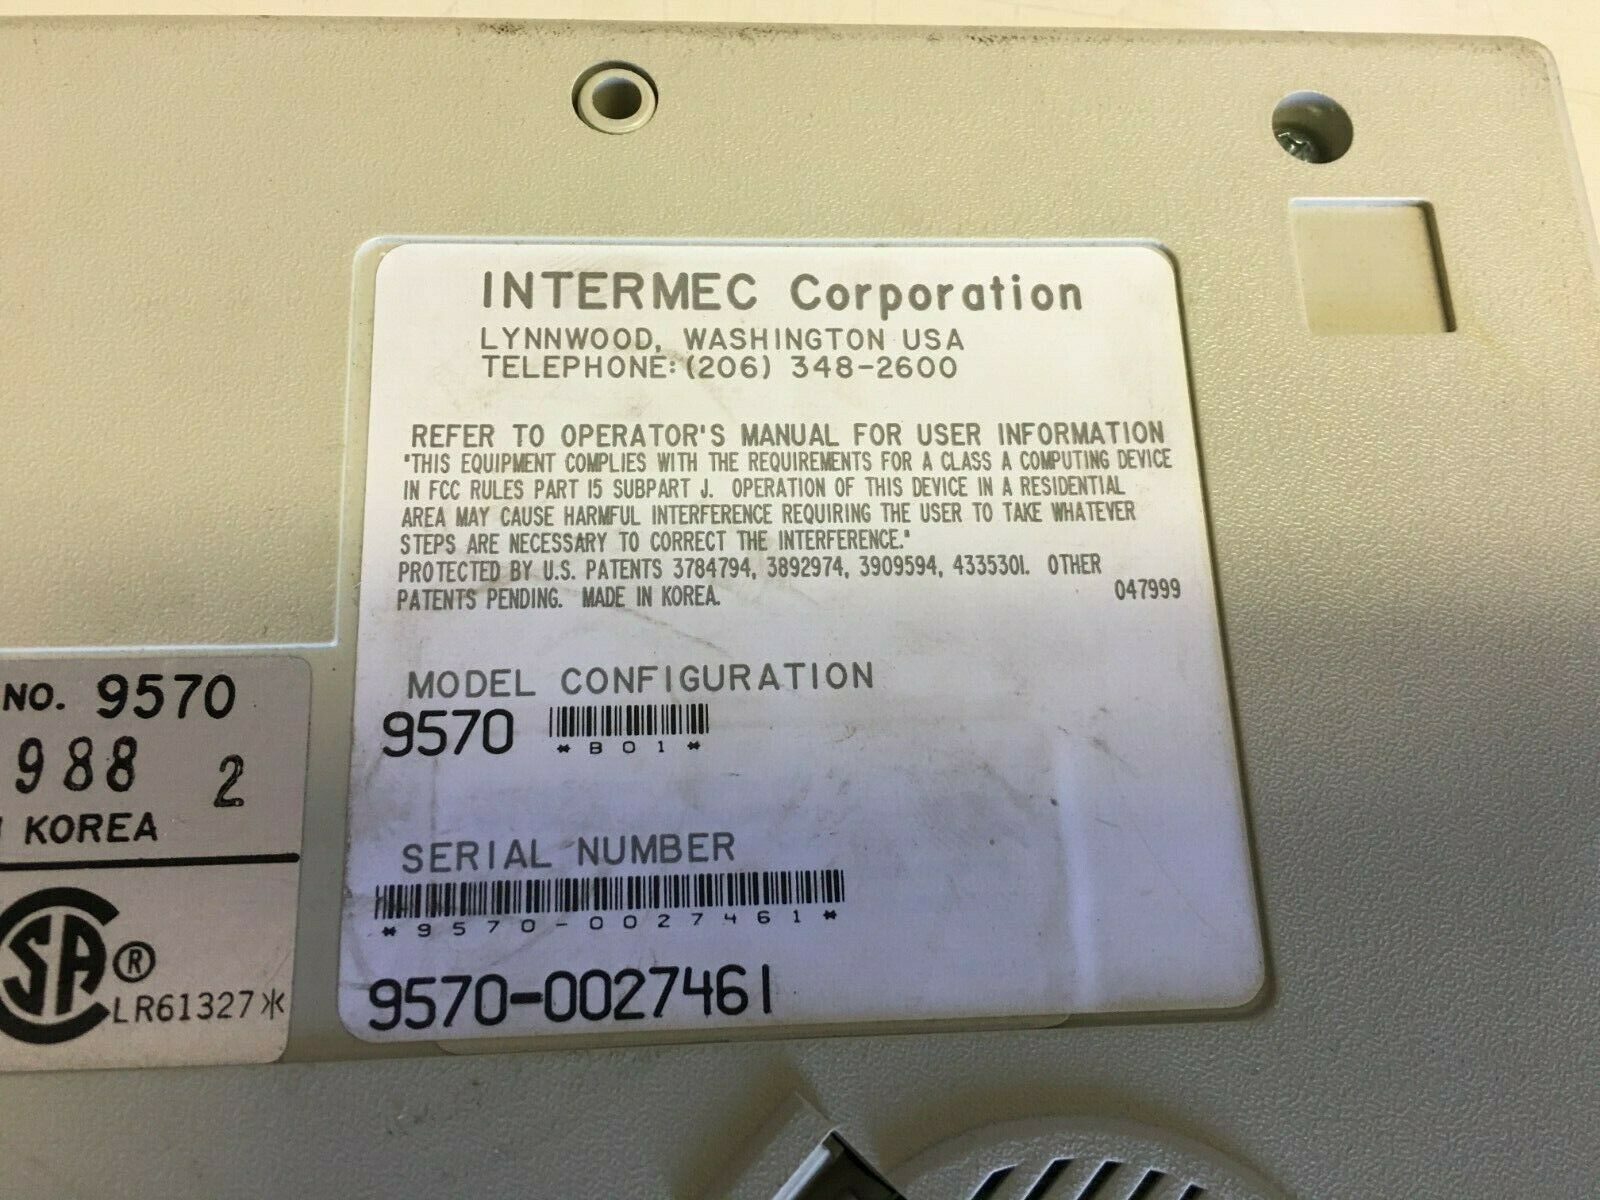 INTERMEC Corporation
LYNNWOOD, WASHINGTON USA
TELEPHONE: (206) 348-2600
REFER TO OPERATOR'S MANUAL FOR USER INFORMATION
"THIS EQUIPMENT COMPLIES WITH THE REQUIREMENTS FOR A CLASS A COMPUTING DEVICE
IN FCC RULES PART 15 SUBPART J. OPERATION OF THIS DEVICE IN A RESIDENTIAL
AREA MAY CAUSE HARMFUL INTERFERENCE REQUIRING THE USER TO TAKE WHATEVER
STEPS ARE NECESSARY TO CORRECT THE INTERFERENCE."
PROTECTED BY U.S. PATENTS 3784794, 3892974, 3909594, 4335301. OTHER
PATENTS PENDING. MADE IN KOREA. 047999
MODEL CONFIGURATION
9570 *B01*
SERIAL NUMBER
*9570-0027461*
9570-0027461
NO. 9570
988 2
KOREA
SA ®
LR61327*